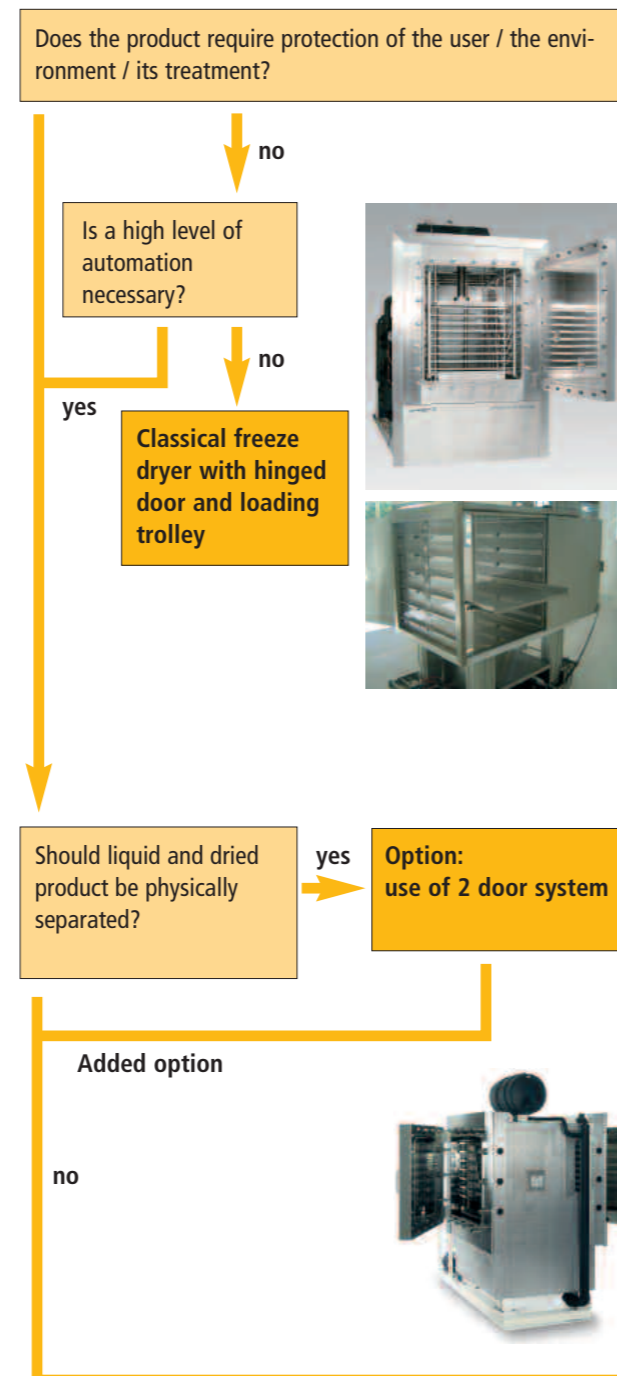 Does the product require protection of the user / the envi-
ronment / its treatment?
no
Is a high level of
automation
necessary?
no
yes
Classical freeze
dryer with hinged
door and loading
trolley
Should liquid and dried
product be physically
separated?
yes
Option:
use of 2 door system
Added option
no